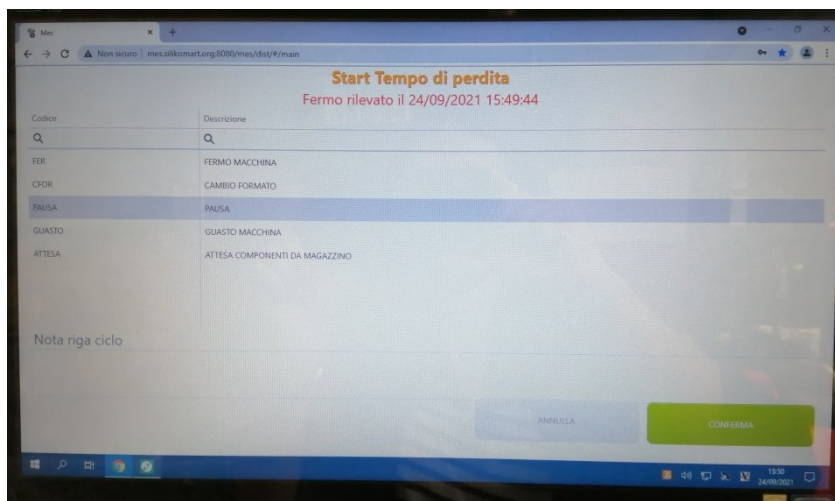 Mes
Non sicuro | mes.silikomart.org:8080/mes/dist/#/main
Start Tempo di perdita
Fermo rilevato il 24/09/2021 15:49:44
Codice Descrizione
FER FERMO MACCHINA
CFOR CAMBIO FORMATO
PAUSA PAUSA
GUASTO GUASTO MACCHINA
ATTESA ATTESA COMPONENTI DA MAGAZZINO
Nota riga ciclo
ANNULLA CONFERMA
15:50
24/09/2021